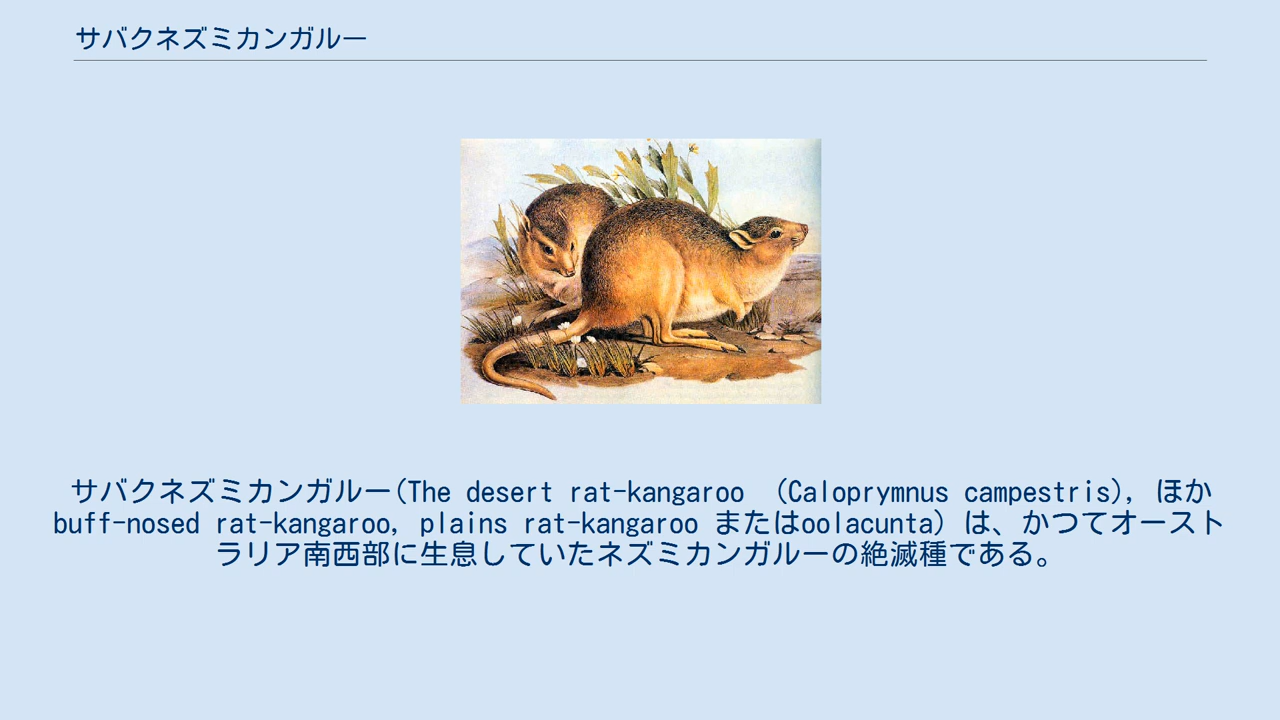 サバクネズミカンガルー
サバクネズミカンガルー(The desert rat-kangaroo （Caloprymnus campestris), ほか
buff-nosed rat-kangaroo, plains rat-kangaroo またはoolacunta) は、かつてオースト
ラリア南西部に生息していたネズミカンガルーの絶滅種である。